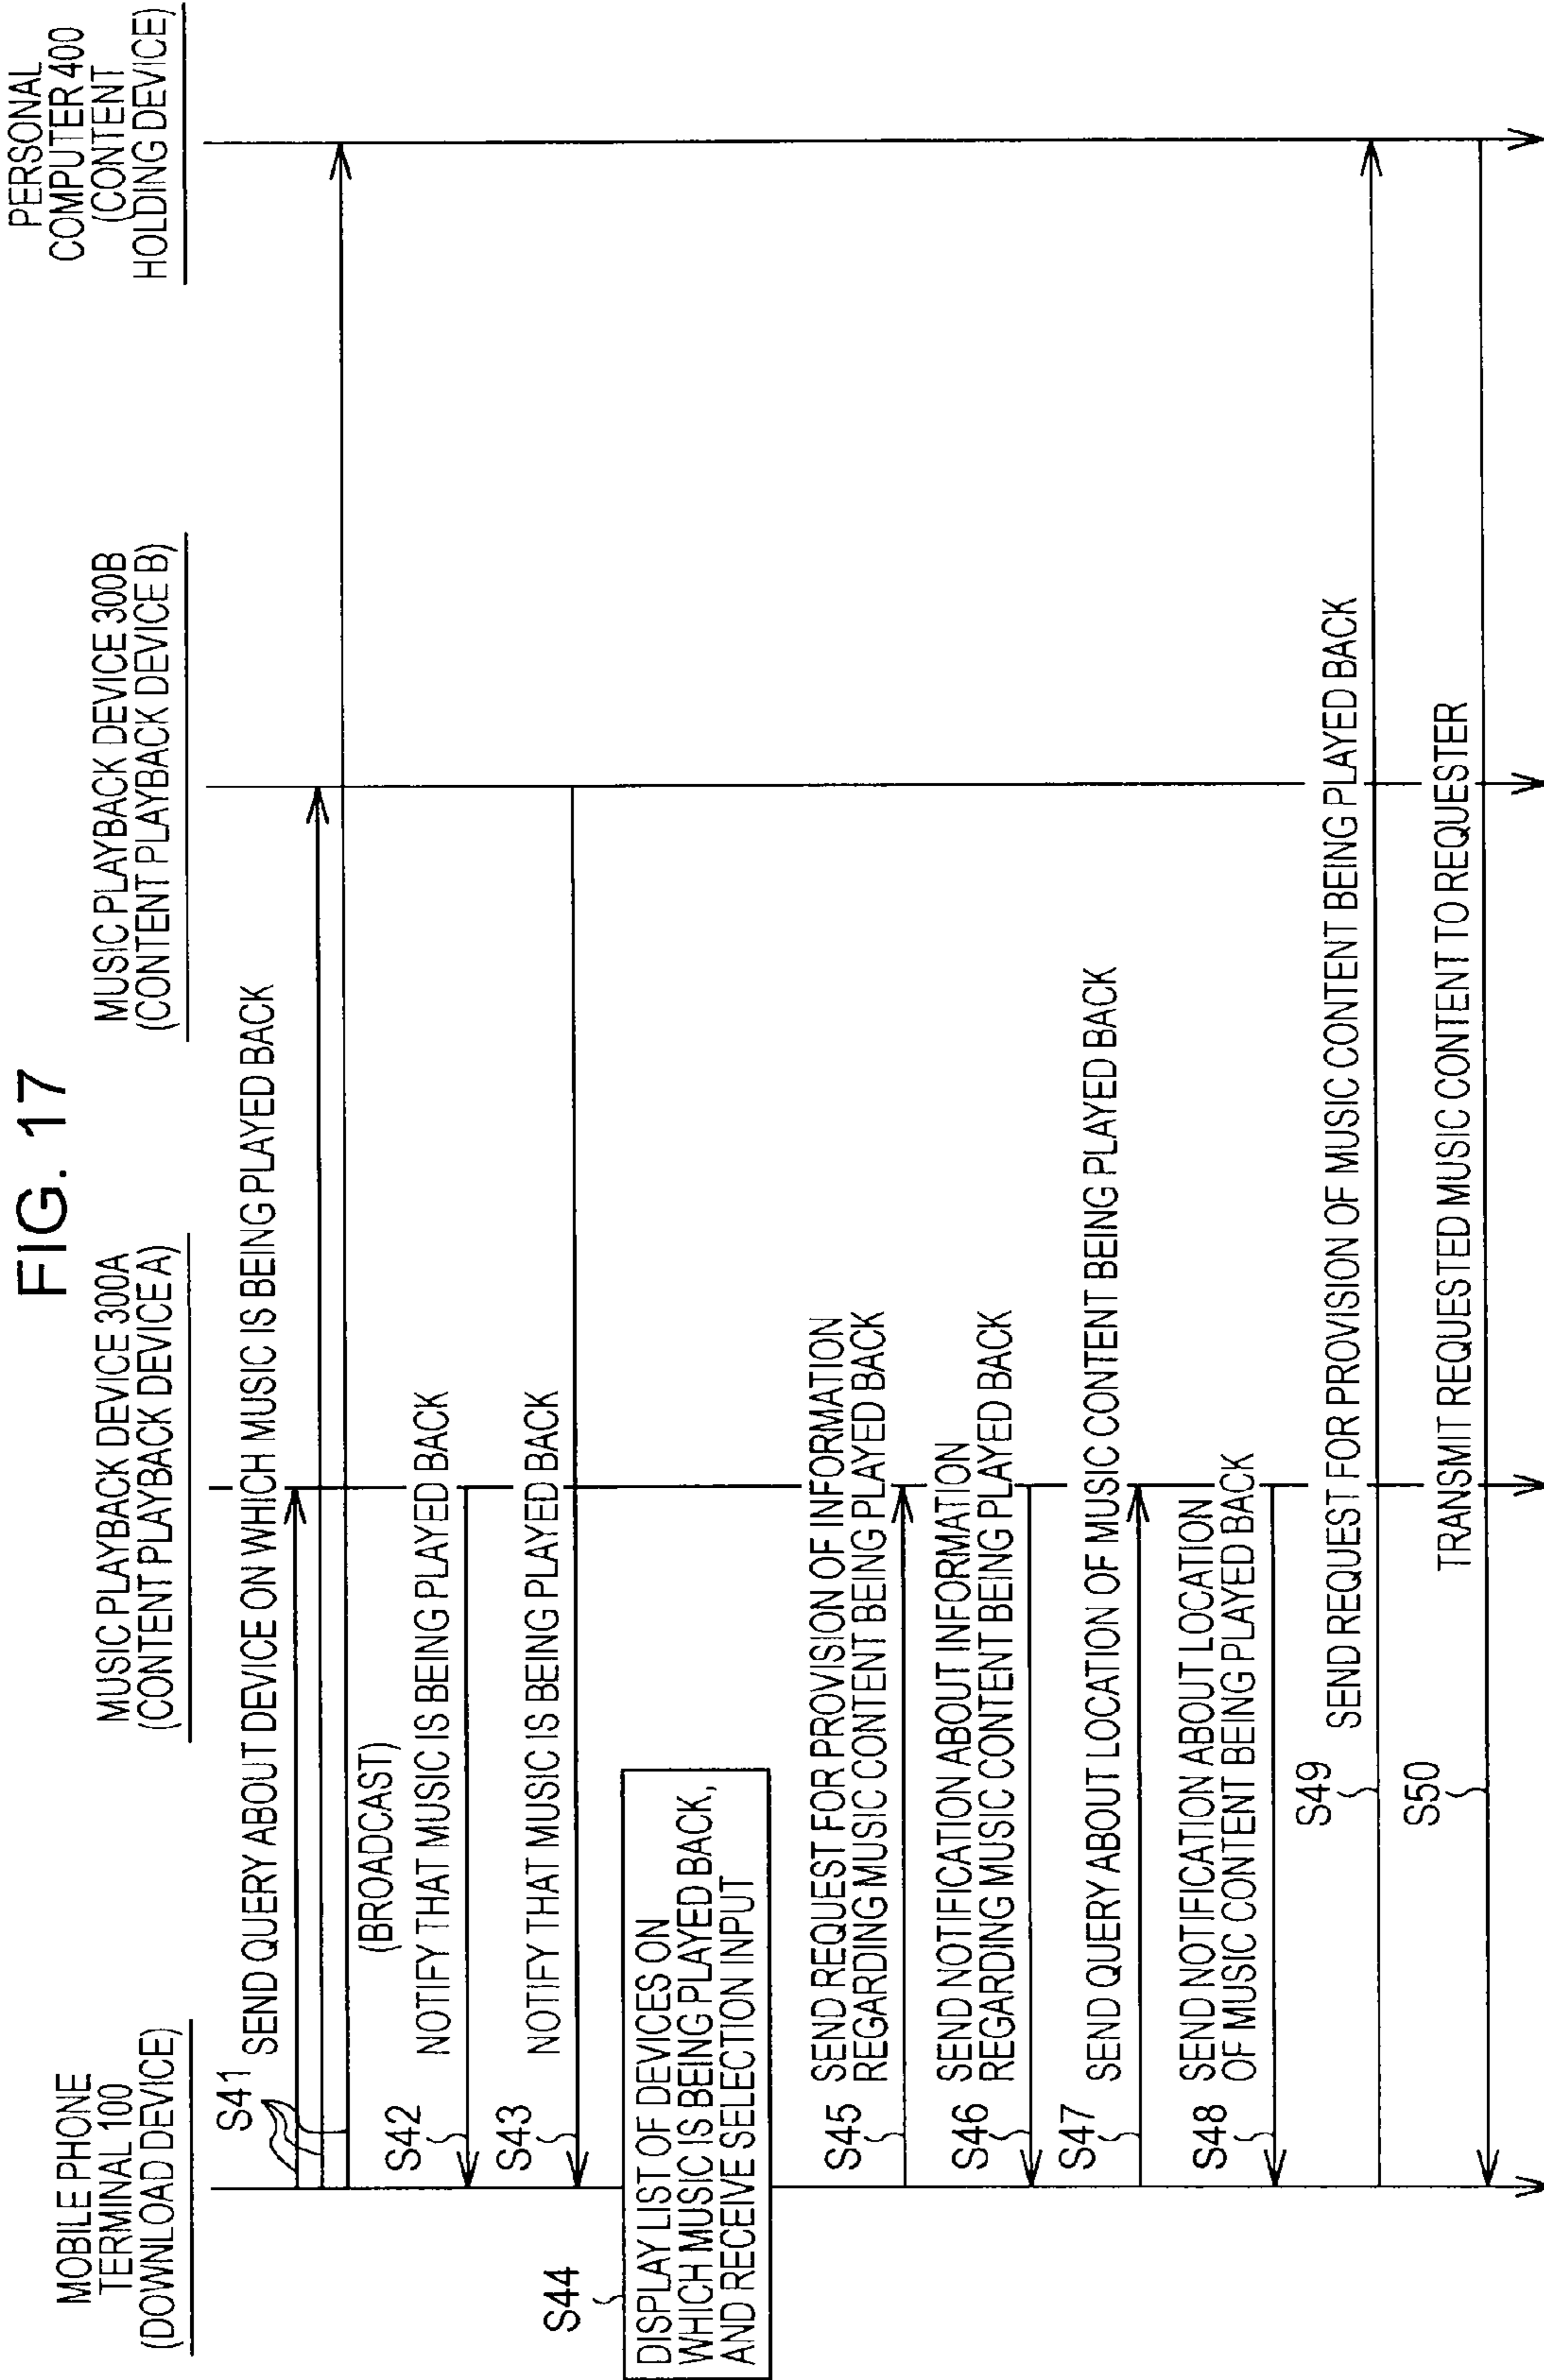 FIG. 17
MOBILE PHONE
TERMINAL 100
(DOWNLOAD DEVICE)
MUSIC PLAYBACK DEVICE 300A
(CONTENT PLAYBACK DEVICE A)
MUSIC PLAYBACK DEVICE 300B
(CONTENT PLAYBACK DEVICE B)
PERSONAL
COMPUTER 400
(CONTENT
HOLDING DEVICE)
S41
SEND QUERY ABOUT DEVICE ON WHICH MUSIC IS BEING PLAYED BACK
(BROADCAST)
S42
NOTIFY THAT MUSIC IS BEING PLAYED BACK
S43
NOTIFY THAT MUSIC IS BEING PLAYED BACK
S44
DISPLAY LIST OF DEVICES ON
WHICH MUSIC IS BEING PLAYED BACK,
AND RECEIVE SELECTION INPUT
S45
SEND REQUEST FOR PROVISION OF INFORMATION
REGARDING MUSIC CONTENT BEING PLAYED BACK
S46
SEND NOTIFICATION ABOUT INFORMATION
REGARDING MUSIC CONTENT BEING PLAYED BACK
S47
SEND QUERY ABOUT LOCATION OF MUSIC CONTENT BEING PLAYED BACK
S48
SEND NOTIFICATION ABOUT LOCATION
OF MUSIC CONTENT BEING PLAYED BACK
S49
SEND REQUEST FOR PROVISION OF MUSIC CONTENT BEING PLAYED BACK
S50
TRANSMIT REQUESTED MUSIC CONTENT TO REQUESTER